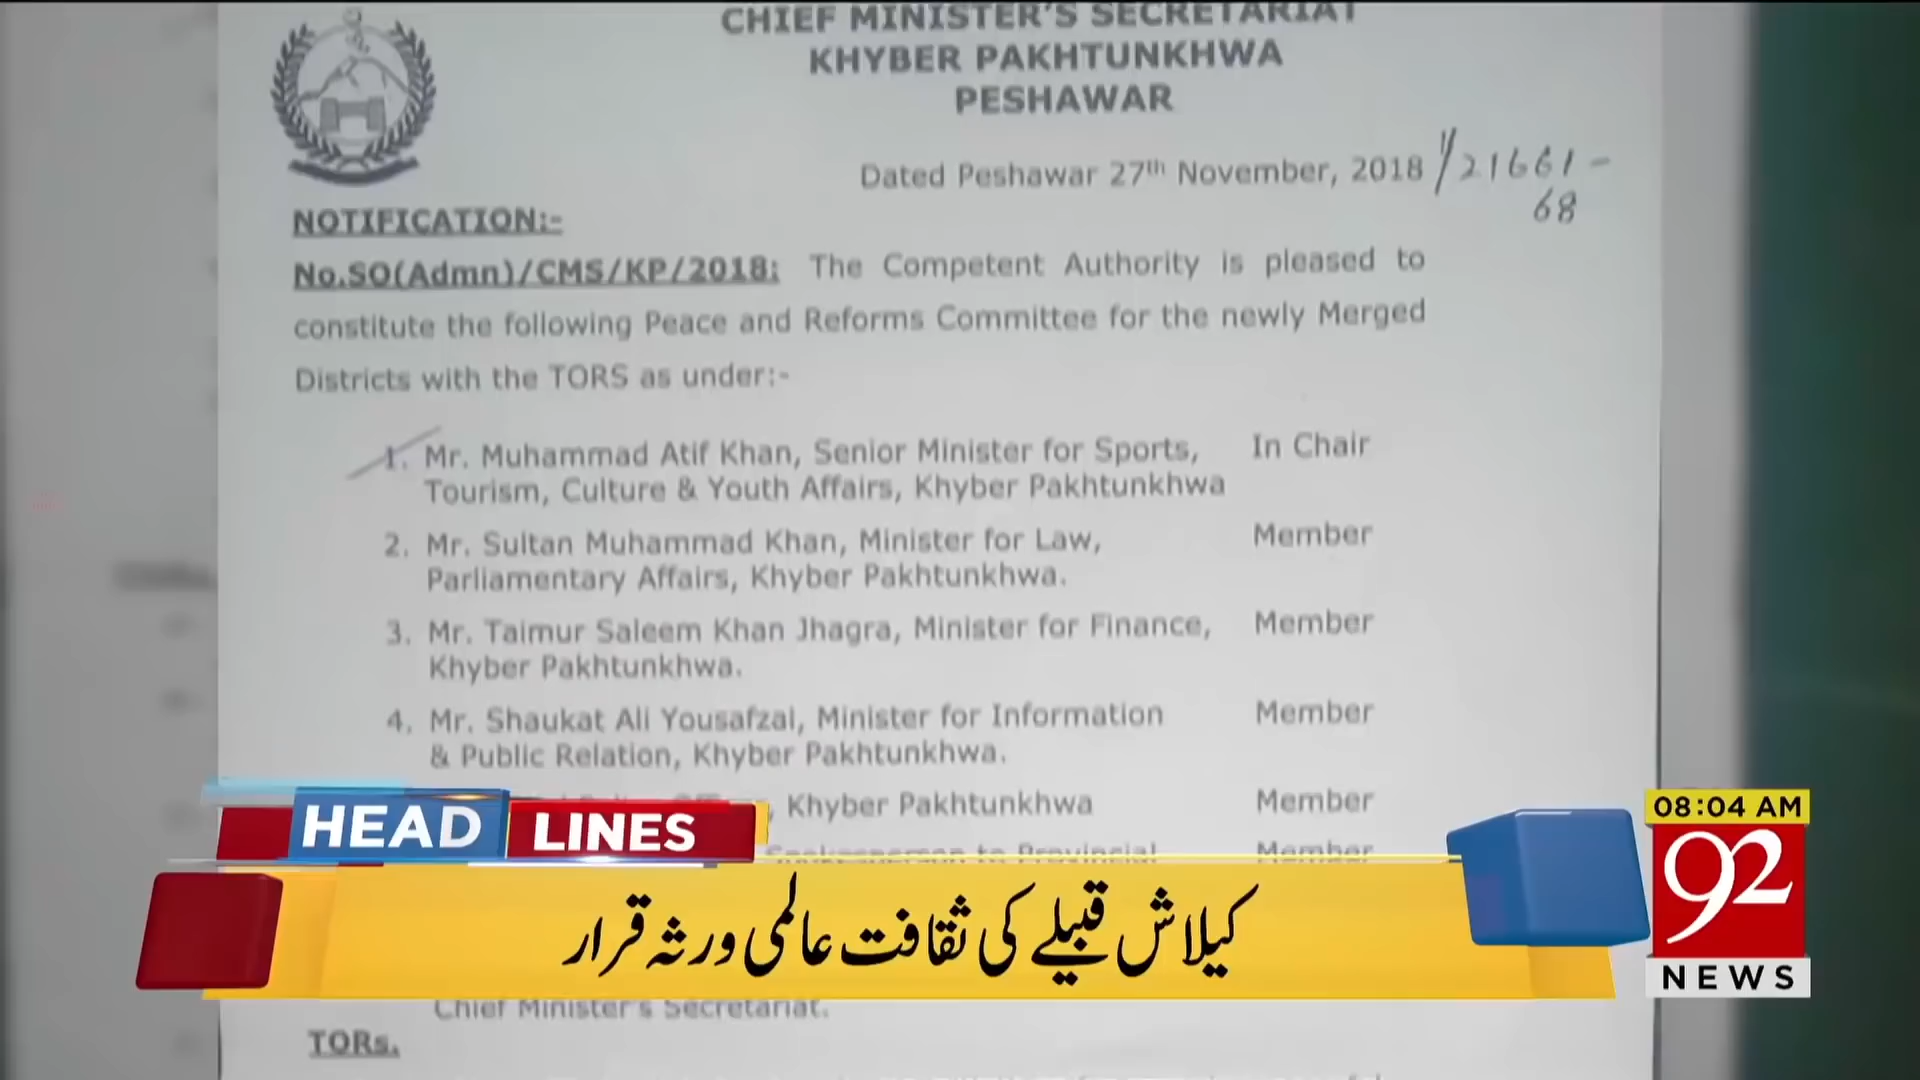 CHIEF MINISTER'S SECRETARIAT
KHYBER PAKHTUNKHWA
PESHAWAR
Dated Peshawar 27th November, 2018 // 21661 -
68
NOTIFICATION:-
No.SO(Admn)/CMS/KP/2018: The Competent Authority is pleased to
constitute the following Peace and Reforms Committee for the newly Merged
Districts with the TORS as under:-
1. Mr. Muhammad Atif Khan, Senior Minister for Sports, In Chair
Tourism, Culture & Youth Affairs, Khyber Pakhtunkhwa
2. Mr. Sultan Muhammad Khan, Minister for Law, Member
Parliamentary Affairs, Khyber Pakhtunkhwa.
3. Mr. Taimur Saleem Khan Jhagra, Minister for Finance, Member
Khyber Pakhtunkhwa.
4. Mr. Shaukat Ali Yousafzai, Minister for Information Member
& Public Relation, Khyber Pakhtunkhwa.
, Khyber Pakhtunkhwa Member
Spokesperson to Provincial Member
HEAD LINES
08:04 AM
92
NEWS
کیلاش قبیلے کی ثقافت عالمی ورثہ قرار
Chief Minister's Secretariat.
TORs.